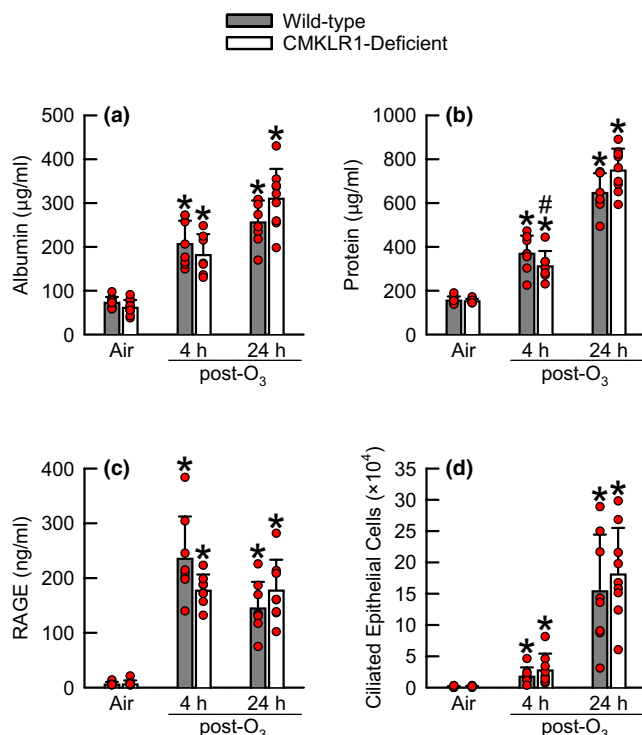 Wild-type
CMKLR1-Deficient
(a)
Albumin (µg/ml)
500
400
300
200
100
0
*
*
*
*
Air
4 h
24 h
post-O₃
(b)
Protein (µg/ml)
1000
800
600
400
200
0
*
#
*
*
*
Air
4 h
24 h
post-O₃
(c)
RAGE (ng/ml)
400
300
200
100
0
*
*
*
*
Air
4 h
24 h
post-O₃
(d)
Ciliated Epithelial Cells (×10⁴)
35
30
25
20
15
10
5
0
*
*
*
*
Air
4 h
24 h
post-O₃